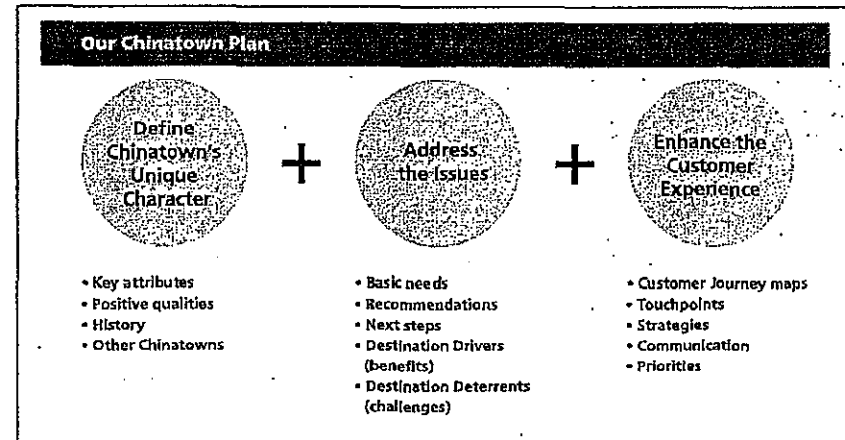 Our Chinatown Plan
Define
Chinatown's
Unique
Character
+
Address
the Issues
+
Enhance the
Customer
Experience
• Key attributes
• Positive qualities
• History
• Other Chinatowns
• Basic needs
• Recommendations
• Next steps
• Destination Drivers
(benefits)
• Destination Deterrents
(challenges)
• Customer Journey maps
• Touchpoints
• Strategies
• Communication
• Priorities